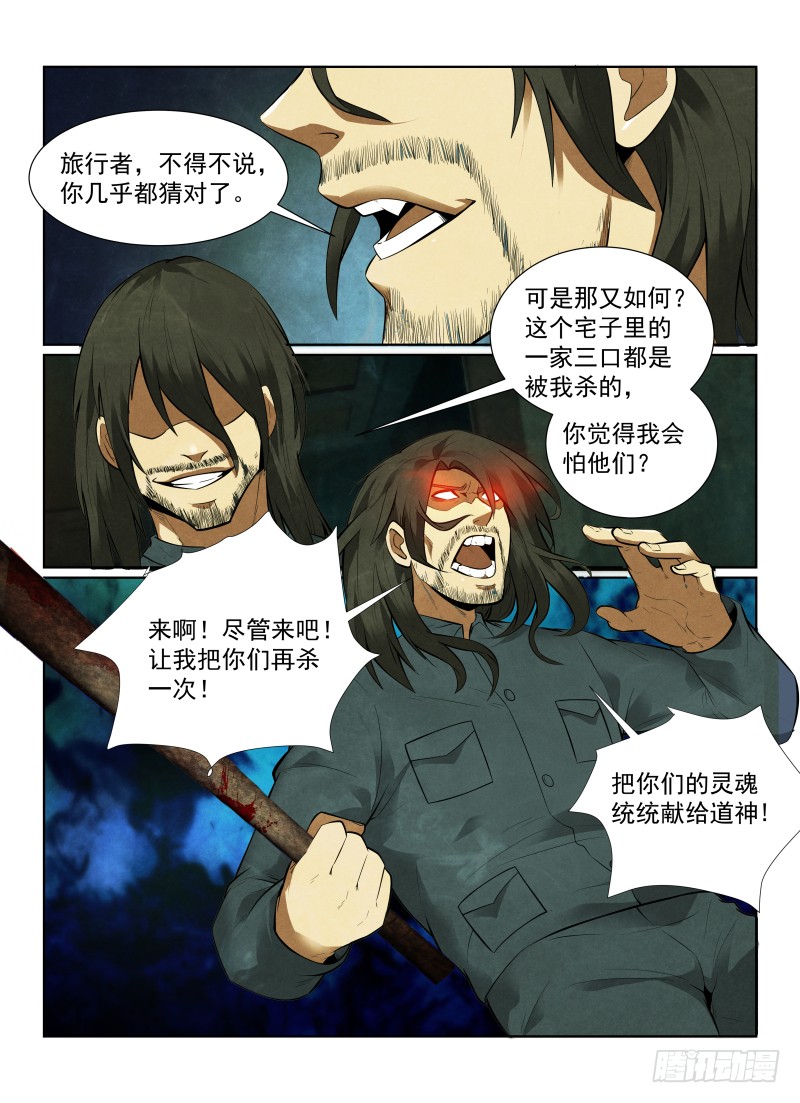 旅行者，不得不说，
你几乎都猜对了。
可是那又如何？
这个宅子里的
一家三口都是
被我杀的，
你觉得我会
怕他们？
来啊！尽管来吧！
让我把你们再杀
一次！
把你们的灵魂
统统献给道神！
腾讯动漫